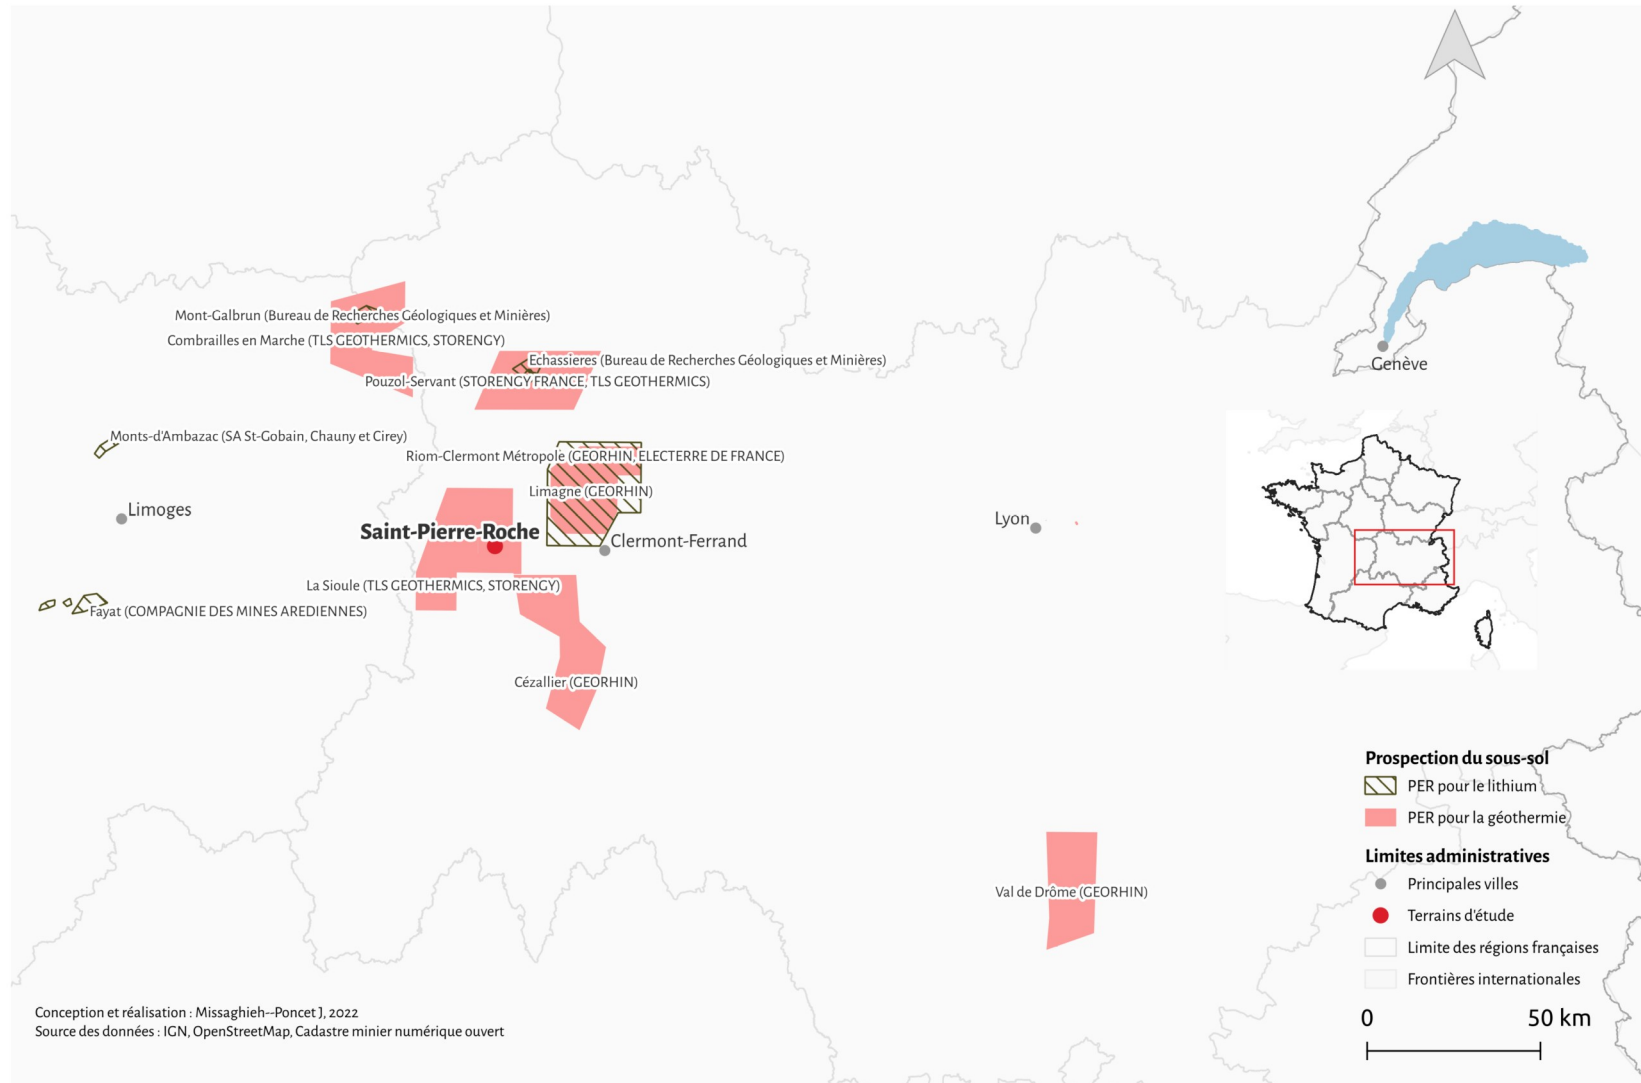 Mont-Galbrun (Bureau de Recherches Géologiques et Minières)
Combrailles en Marche (TLS GEOTHERMICS, STORENGY)
Echassieres (Bureau de Recherches Géologiques et Minières)
Genève
Pouzol-Servant (STORENGY FRANCE, TLS GEOTHERMICS)
Monts-d'Ambazac (SA St-Gobain, Chauny et Cirey)
Riom-Clermont Métropole (GEORHIN, ELECTERRE DE FRANCE)
Limagne (GEORHIN)
Limoges
Lyon
Saint-Pierre-Roche
Clermont-Ferrand
La Sioule (TLS GEOTHERMICS, STORENGY)
Fayat (COMPAGNIE DES MINES AREDIENNES)
Cézallier (GEORHIN)
Val de Drôme (GEORHIN)
Prospection du sous-sol
PER pour le lithium
PER pour la géothermie
Limites administratives
Principales villes
Terrains d'étude
Limite des régions françaises
Frontières internationales
0 50 km
Conception et réalisation : Missaghieh--Poncet J, 2022
Source des données : IGN, OpenStreetMap, Cadastre minier numérique ouvert